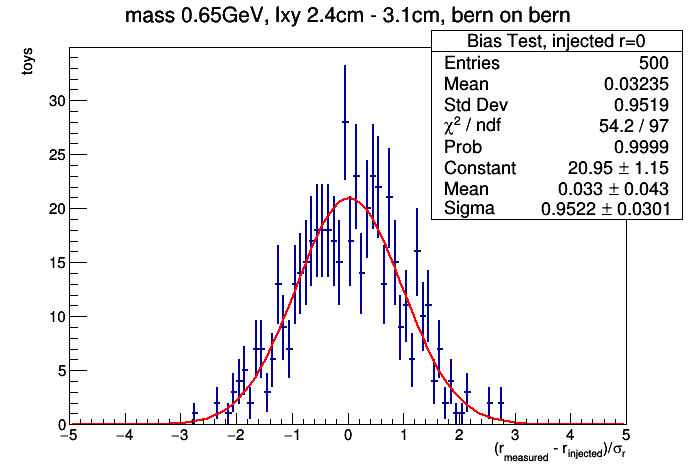 mass 0.65GeV, lxy 2.4cm - 3.1cm, bern on bern
toys
Bias Test, injected r=0
Entries 500
Mean 0.03235
Std Dev 0.9519
χ² / ndf 54.2 / 97
Prob 0.9999
Constant 20.95 ± 1.15
Mean 0.033 ± 0.043
Sigma 0.9522 ± 0.0301
30
25
20
15
10
5
0
−5 −4 −3 −2 −1 0 1 2 3 4 5
(r_measured - r_injected)/σ_r